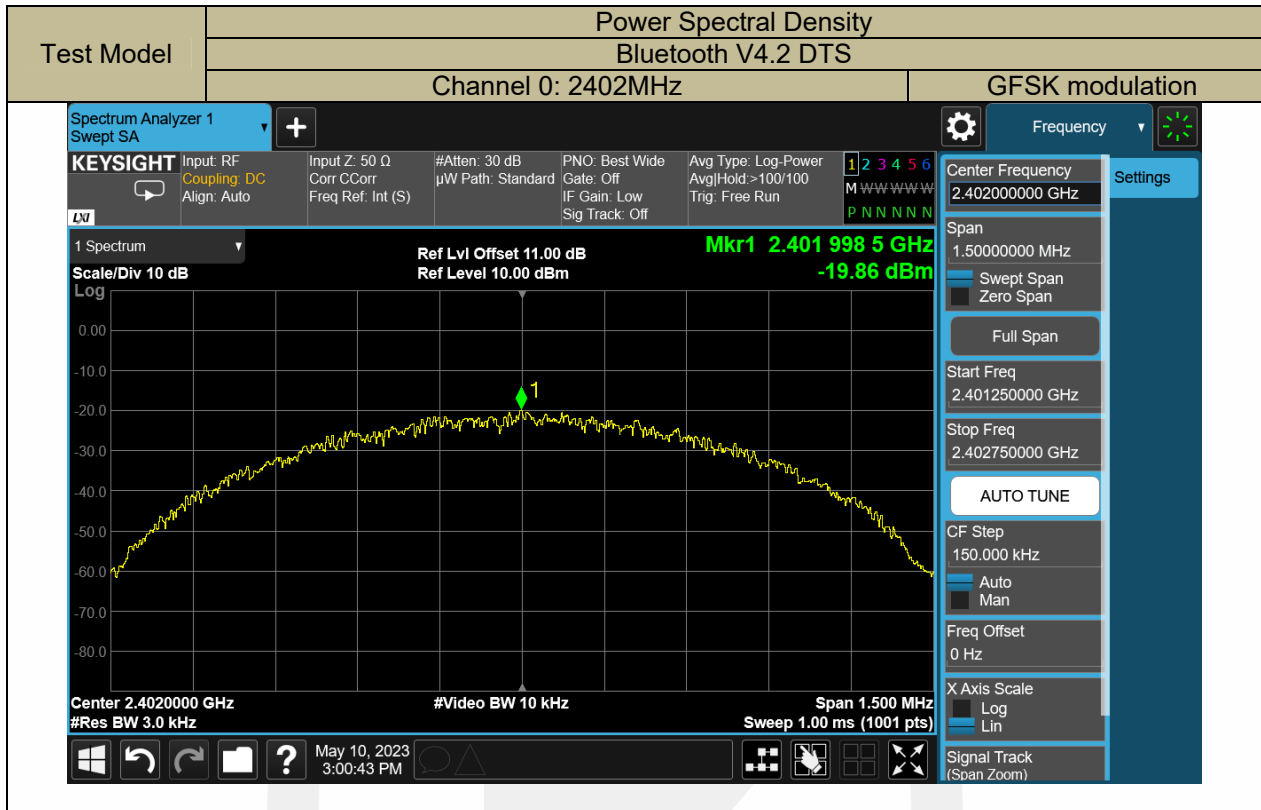 Test Model
Power Spectral Density
Bluetooth V4.2 DTS
Channel 0: 2402MHz GFSK modulation
Spectrum Analyzer 1
Swept SA
Frequency
KEYSIGHT
LXI
Input: RF
Coupling: DC
Align: Auto
Input Z: 50 Ω
Corr CCorr
Freq Ref: Int (S)
#Atten: 30 dB
µW Path: Standard
PNO: Best Wide
Gate: Off
IF Gain: Low
Sig Track: Off
Avg Type: Log-Power
Avg|Hold:>100/100
Trig: Free Run
1 2 3 4 5 6
M W W W W W
P N N N N N
1 Spectrum
Scale/Div 10 dB
Log
Ref Lvl Offset 11.00 dB
Ref Level 10.00 dBm
Mkr1 2.401 998 5 GHz
-19.86 dBm
1
0.00
-10.0
-20.0
-30.0
-40.0
-50.0
-60.0
-70.0
-80.0
Center 2.4020000 GHz
#Res BW 3.0 kHz
#Video BW 10 kHz
Span 1.500 MHz
Sweep 1.00 ms (1001 pts)
May 10, 2023
3:00:43 PM
Center Frequency
2.402000000 GHz
Settings
Span
1.50000000 MHz
Swept Span
Zero Span
Full Span
Start Freq
2.401250000 GHz
Stop Freq
2.402750000 GHz
AUTO TUNE
CF Step
150.000 kHz
Auto
Man
Freq Offset
0 Hz
X Axis Scale
Log
Lin
Signal Track
(Span Zoom)